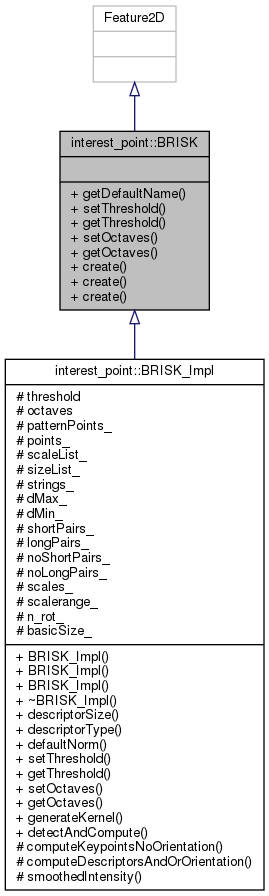 Feature2D
interest_point::BRISK
+ getDefaultName()
+ setThreshold()
+ getThreshold()
+ setOctaves()
+ getOctaves()
+ create()
+ create()
+ create()
interest_point::BRISK_Impl
# threshold
# octaves
# patternPoints_
# points_
# scaleList_
# sizeList_
# strings_
# dMax_
# dMin_
# shortPairs_
# longPairs_
# noShortPairs_
# noLongPairs_
# scales_
# scalerange_
# n_rot_
# basicSize_
+ BRISK_Impl()
+ BRISK_Impl()
+ BRISK_Impl()
+ ~BRISK_Impl()
+ descriptorSize()
+ descriptorType()
+ defaultNorm()
+ setThreshold()
+ getThreshold()
+ setOctaves()
+ getOctaves()
+ generateKernel()
+ detectAndCompute()
# computeKeypointsNoOrientation()
# computeDescriptorsAndOrOrientation()
# smoothedIntensity()